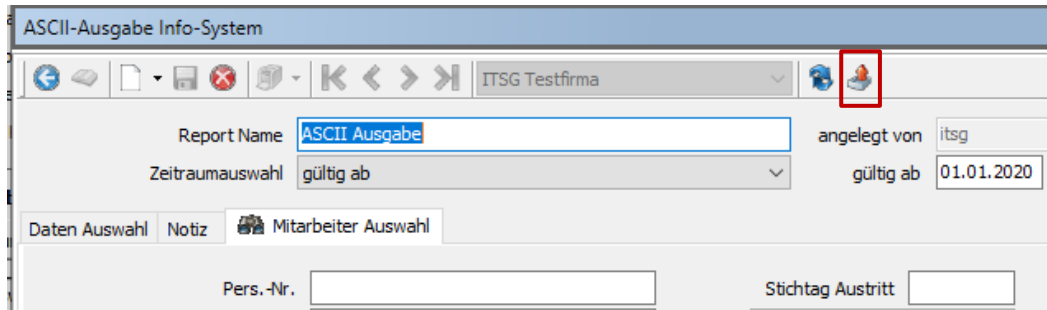 ASCII-Ausgabe Info-System
ITSG Testfirma
Report Name ASCII Ausgabe angelegt von itsg
Zeitraumauswahl gültig ab gültig ab 01.01.2020
Daten Auswahl Notiz Mitarbeiter Auswahl
Pers.-Nr. Stichtag Austritt